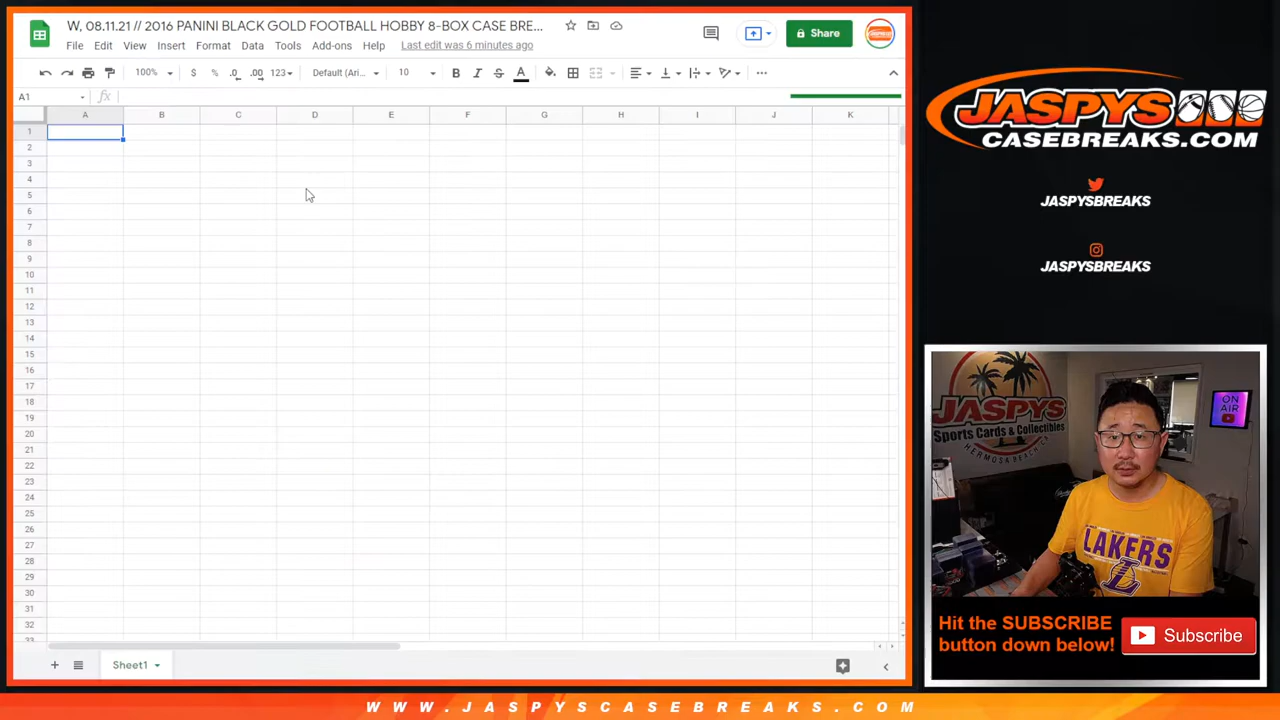 W, 08.11.21 // 2016 PANINI BLACK GOLD FOOTBALL HOBBY 8-BOX CASE BRE...
File Edit View Insert Format Data Tools Add-ons Help Last edit was 6 minutes ago
Share
100% $ % .0 .00 123 Default (Ari... 10 B I S A
A1 fx
A B C D E F G H I J K
1
2
3
4
5
6
7
8
9
10
11
12
13
14
15
16
17
18
19
20
21
22
23
24
25
26
27
28
29
30
31
32
33
Sheet1
JASPYS
CASEBREAKS.COM
JASPYSBREAKS
JASPYSBREAKS
JASPYS
Sports Cards & Collectibles
HERMOSA BEACH, CA
ON
AIR
LOS ANGELES LAKERS
LAKERS
L
Hit the SUBSCRIBE
button down below!
Subscribe
WWW.JASPYSCASEBREAKS.COM